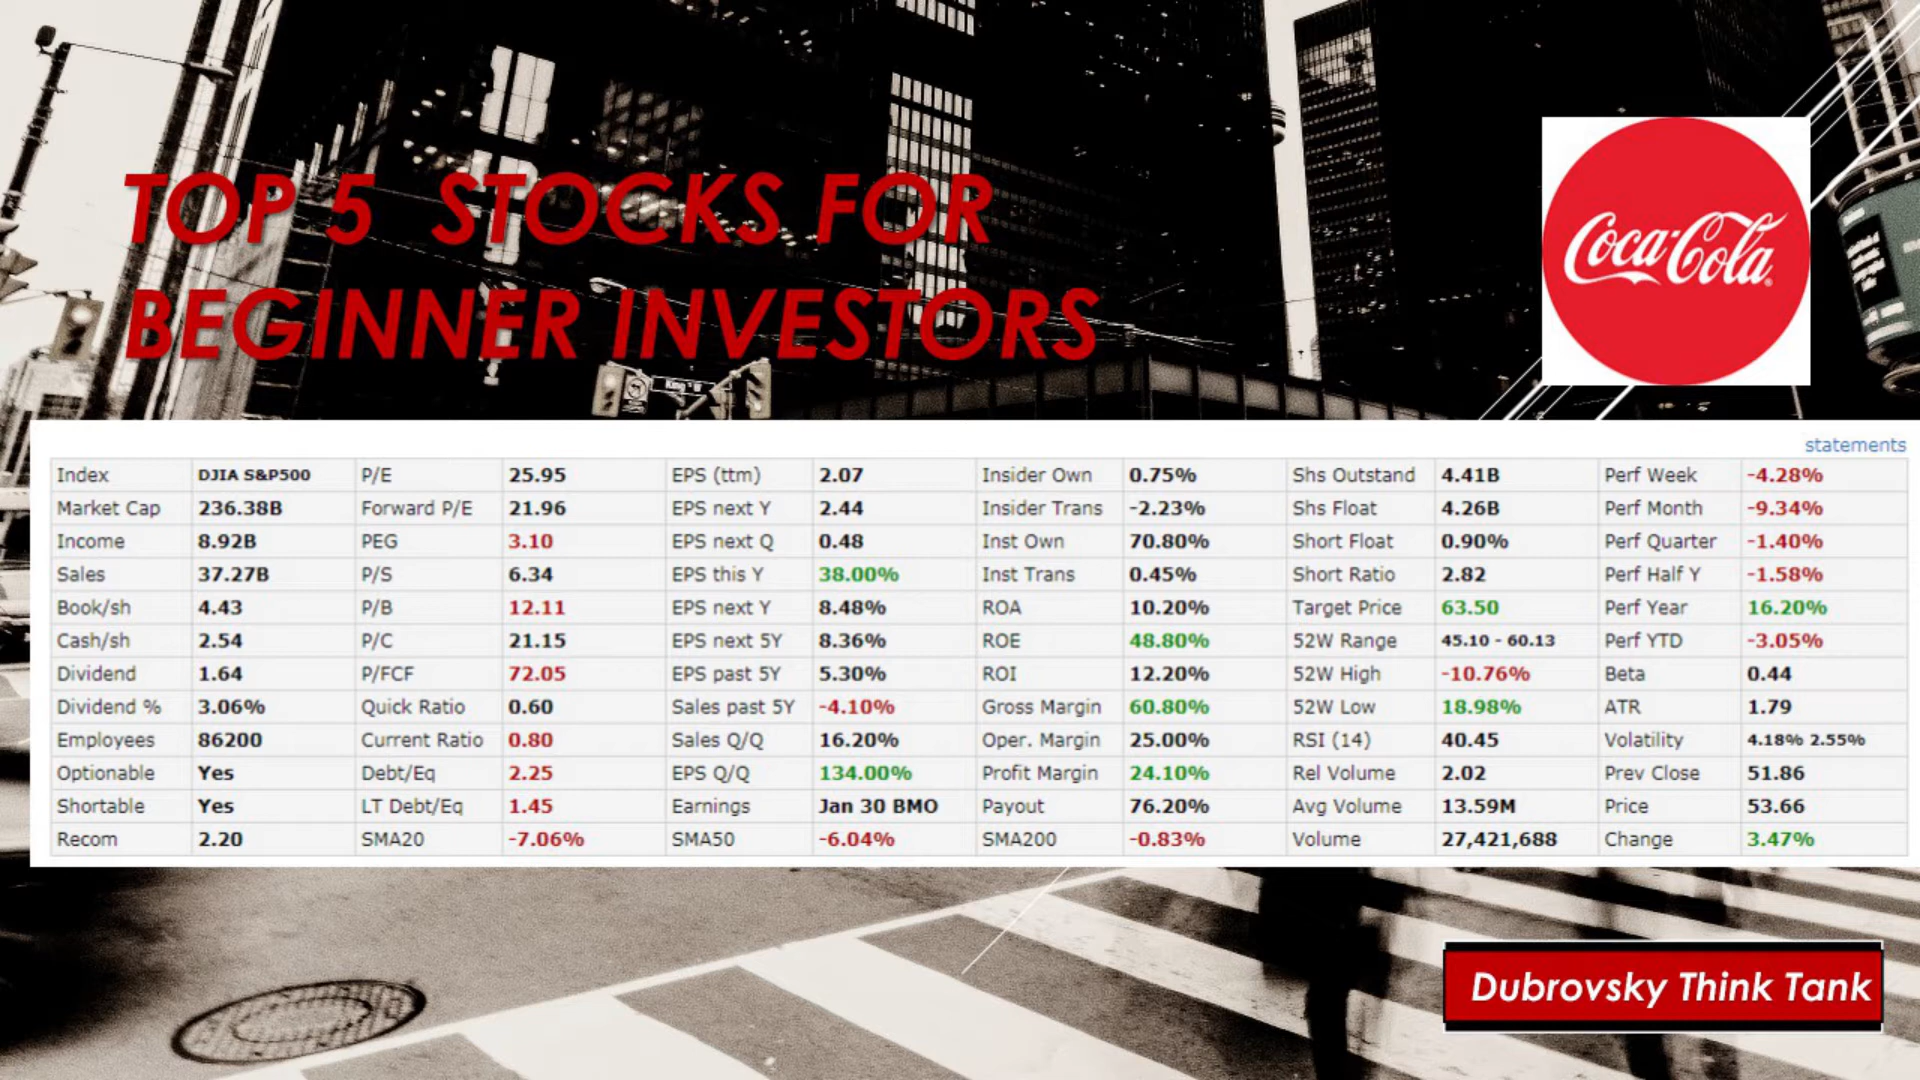 TOP 5 STOCKS FOR
BEGINNER INVESTORS
Coca-Cola
King St W
statements
Index DJIA S&P500 P/E 25.95 EPS (ttm) 2.07 Insider Own 0.75% Shs Outstand 4.41B Perf Week -4.28%
Market Cap 236.38B Forward P/E 21.96 EPS next Y 2.44 Insider Trans -2.23% Shs Float 4.26B Perf Month -9.34%
Income 8.92B PEG 3.10 EPS next Q 0.48 Inst Own 70.80% Short Float 0.90% Perf Quarter -1.40%
Sales 37.27B P/S 6.34 EPS this Y 38.00% Inst Trans 0.45% Short Ratio 2.82 Perf Half Y -1.58%
Book/sh 4.43 P/B 12.11 EPS next Y 8.48% ROA 10.20% Target Price 63.50 Perf Year 16.20%
Cash/sh 2.54 P/C 21.15 EPS next 5Y 8.36% ROE 48.80% 52W Range 45.10 - 60.13 Perf YTD -3.05%
Dividend 1.64 P/FCF 72.05 EPS past 5Y 5.30% ROI 12.20% 52W High -10.76% Beta 0.44
Dividend % 3.06% Quick Ratio 0.60 Sales past 5Y -4.10% Gross Margin 60.80% 52W Low 18.98% ATR 1.79
Employees 86200 Current Ratio 0.80 Sales Q/Q 16.20% Oper. Margin 25.00% RSI (14) 40.45 Volatility 4.18% 2.55%
Optionable Yes Debt/Eq 2.25 EPS Q/Q 134.00% Profit Margin 24.10% Rel Volume 2.02 Prev Close 51.86
Shortable Yes LT Debt/Eq 1.45 Earnings Jan 30 BMO Payout 76.20% Avg Volume 13.59M Price 53.66
Recom 2.20 SMA20 -7.06% SMA50 -6.04% SMA200 -0.83% Volume 27,421,688 Change 3.47%
Dubrovsky Think Tank